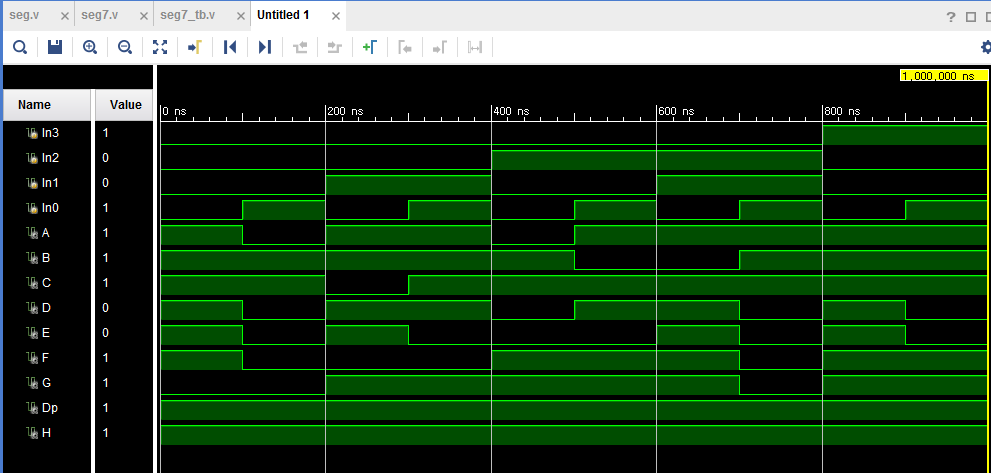 seg.v seg7.v seg7_tb.v Untitled 1
?
1,000,000 ns
Name Value
0 ns 200 ns 400 ns 600 ns 800 ns
In3 1
In2 0
In1 0
In0 1
A 1
B 1
C 1
D 0
E 0
F 1
G 1
Dp 1
H 1